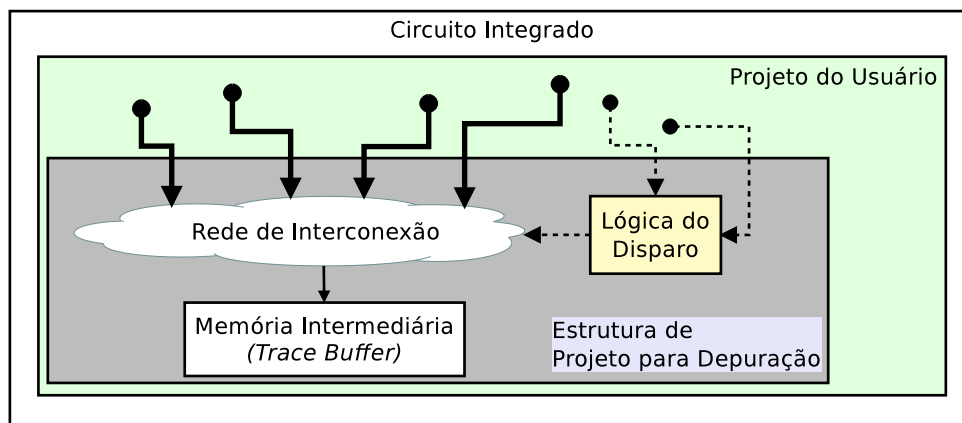 Circuito Integrado
Projeto do Usuário
Rede de Interconexão
Lógica do
Disparo
Memória Intermediária
(Trace Buffer)
Estrutura de
Projeto para Depuração